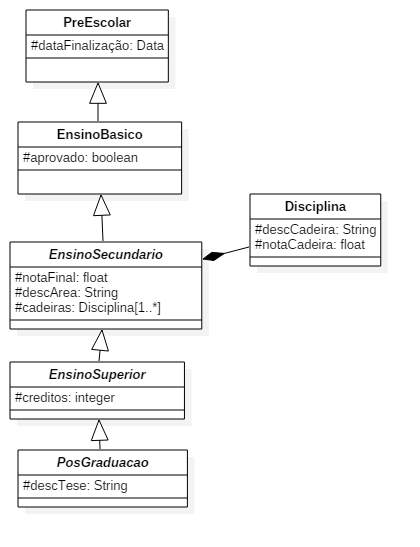 PreEscolar
#dataFinalização: Data
EnsinoBasico
#aprovado: boolean
Disciplina
#descCadeira: String
#notaCadeira: float
EnsinoSecundario
#notaFinal: float
#descArea: String
#cadeiras: Disciplina[1..*]
EnsinoSuperior
#creditos: integer
PosGraduacao
#descTese: String